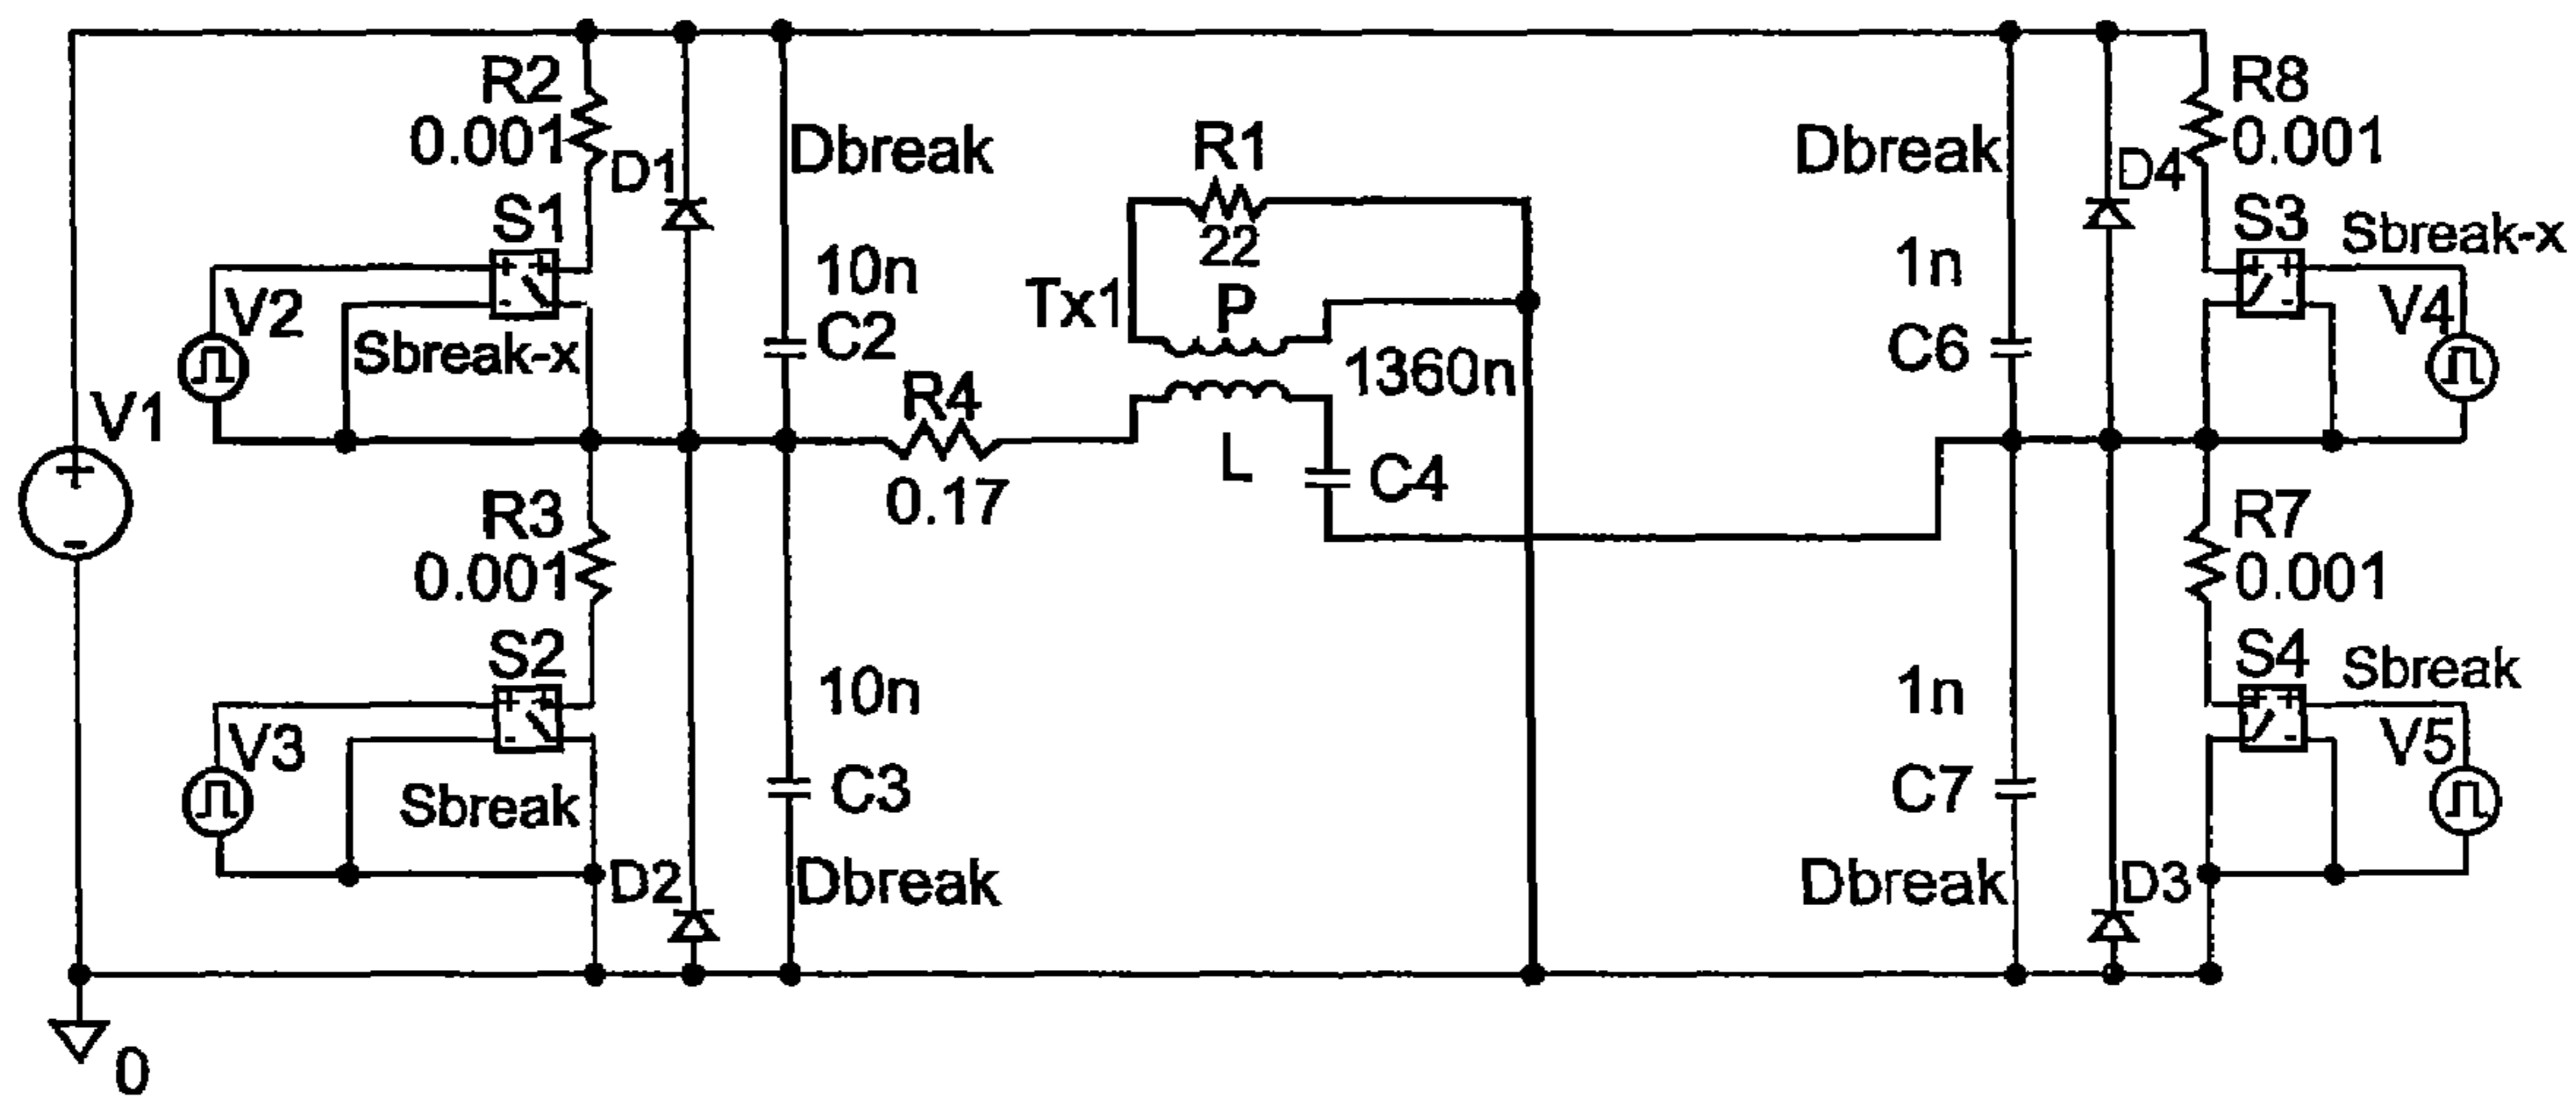 R2
0.001
D1
Dbreak
S1
V2
Sbreak-x
10n
C2
V1
R3
0.001
S2
V3
Sbreak
D2
10n
C3
Dbreak
R4
0.17
R1
22
Tx1
P
1360n
L
C4
Dbreak
D4
R8
0.001
1n
C6
S3
Sbreak-x
V4
R7
0.001
1n
C7
S4
Sbreak
V5
Dbreak
D3
0